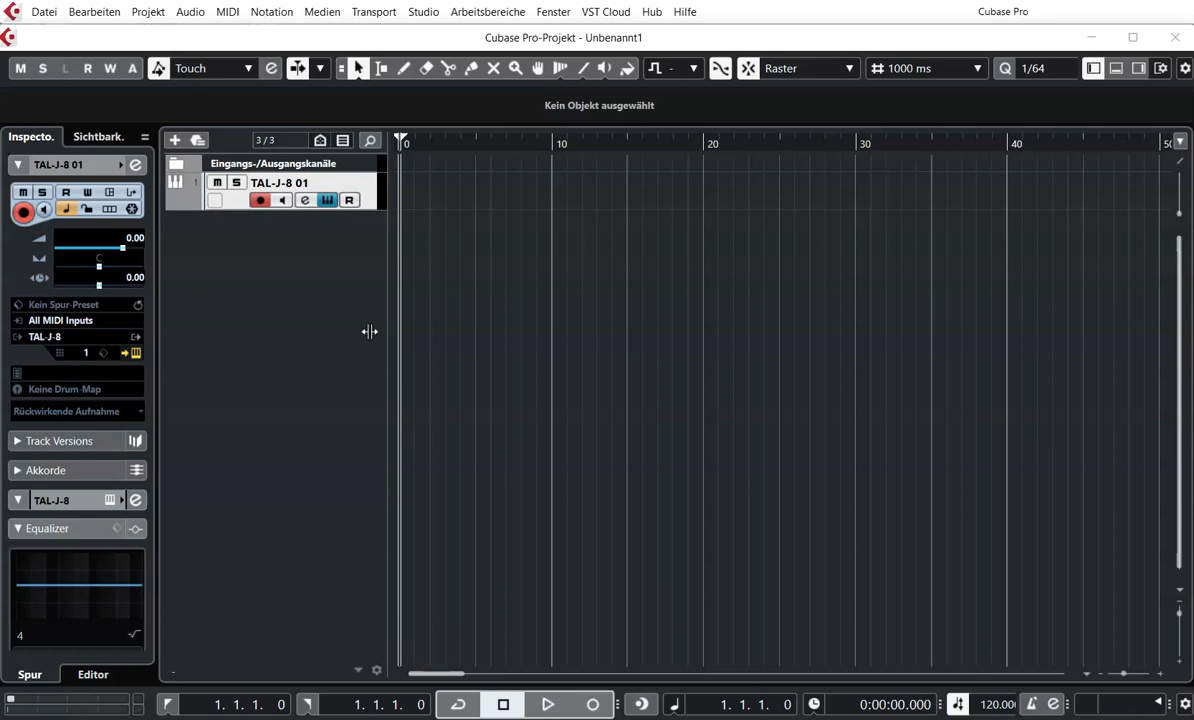 Datei Bearbeiten Projekt Audio MIDI Notation Medien Transport Studio Arbeitsbereiche Fenster VST Cloud Hub Hilfe Cubase Pro
Cubase Pro-Projekt - Unbenannt1
M S L R W A Touch - Raster 1000 ms Q 1/64
Kein Objekt ausgewählt
Inspecto. Sichtbark. 3 / 3 0 10 20 30 40 50
TAL-J-8 01 Eingangs-/Ausgangskanäle
1 M S TAL-J-8 01
M S R W
R
0.00
C
0.00
Kein Spur-Preset
All MIDI Inputs
TAL-J-8
1
Keine Drum-Map
Rückwirkende Aufnahme
Track Versions
Akkorde
TAL-J-8
Equalizer
4
Spur Editor
1. 1. 1. 0 1. 1. 1. 0 1. 1. 1. 0 0:00:00.000 120.000